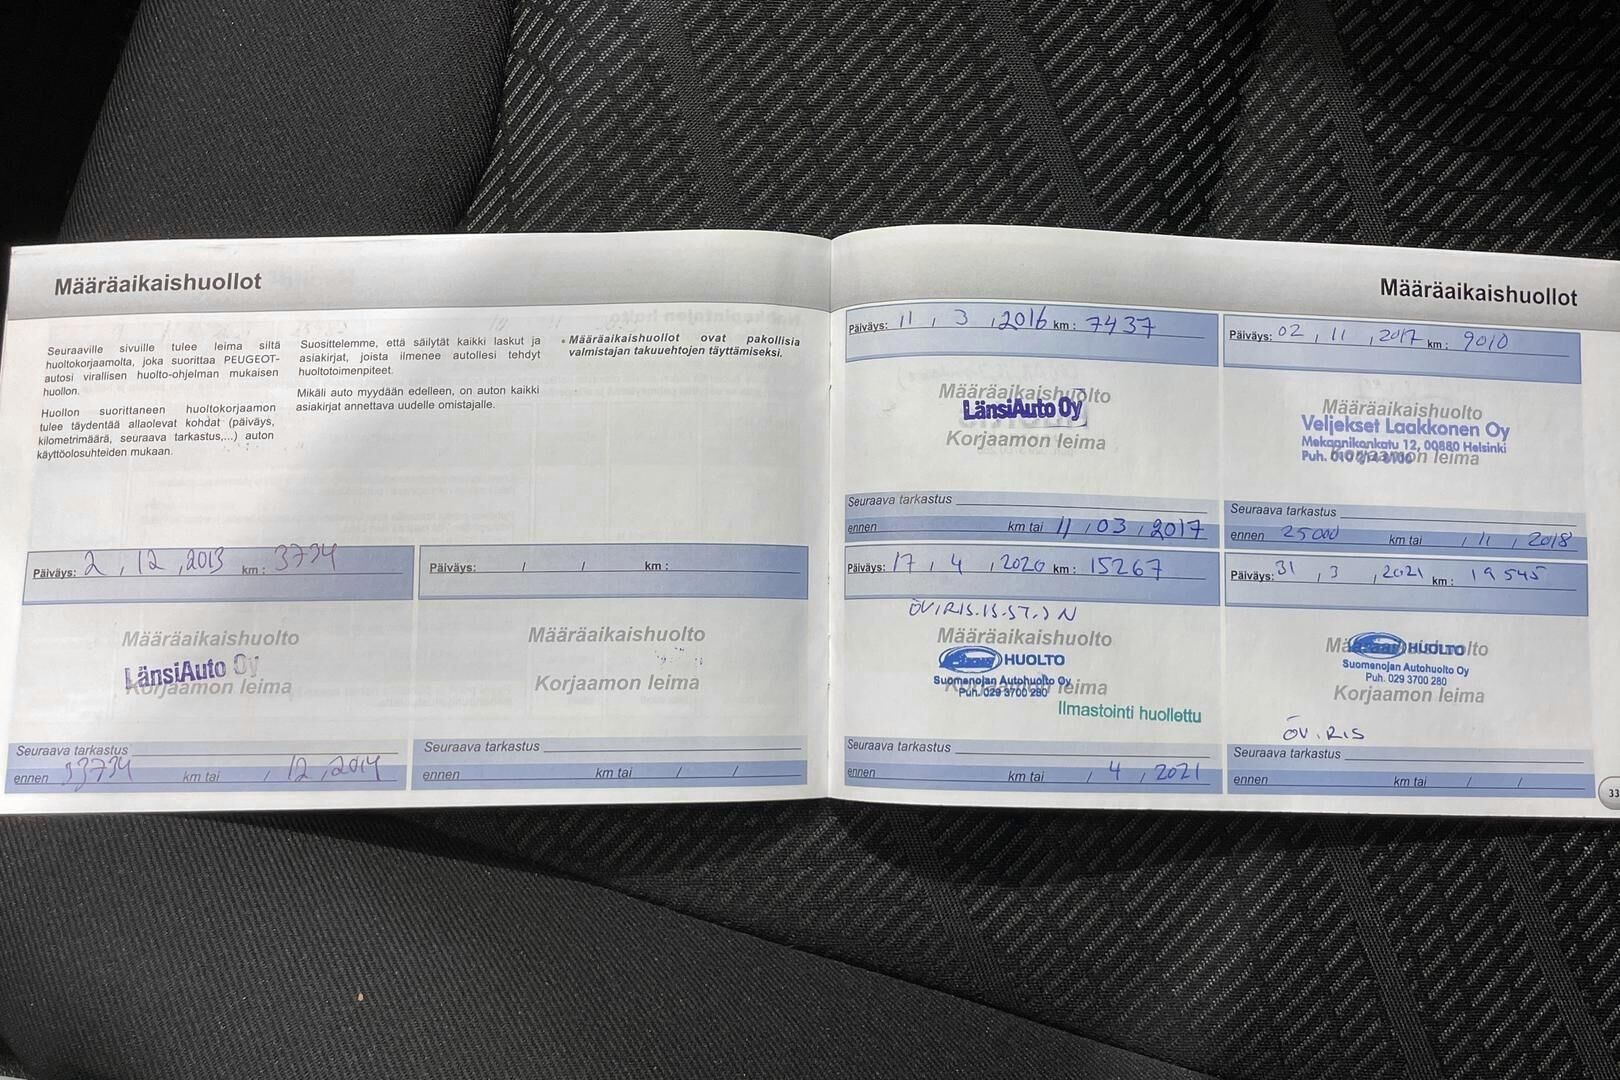 Määräaikaishuollot
Seuraaville sivuille tulee leima siltä
huoltokorjaamolta, joka suorittaa PEUGEOT-
autosi virallisen huolto-ohjelman mukaisen
huollon.
Huollon suorittaneen huoltokorjaamon
tulee täydentää allaolevat kohdat (päiväys,
kilometrimäärä, seuraava tarkastus,...) auton
käyttöolosuhteiden mukaan.
Suosittelemme, että säilytät kaikki laskut ja
asiakirjat, joista ilmenee autollesi tehdyt
huoltotoimenpiteet.
Mikäli auto myydään edelleen, on auton kaikki
asiakirjat annettava uudelle omistajalle.
• Määräaikaishuollot ovat pakollisia
valmistajan takuuehtojen täyttämiseksi.
Päiväys: 2 / 12 / 2013 km : 3734
Määräaikaishuolto
LänsiAuto Oy
Korjaamon leima
Seuraava tarkastus
ennen 33734 km tai / 12 / 2014
Päiväys: / / km :
Määräaikaishuolto
Korjaamon leima
Seuraava tarkastus
ennen km tai / /
Määräaikaishuollot
Päiväys: 11 / 3 / 2016 km : 7437
Määräaikaishuolto
LänsiAuto Oy
Korjaamon leima
Seuraava tarkastus
ennen km tai 11 / 03 / 2017
Päiväys: 02 / 11 / 2017 km : 9010
Määräaikaishuolto
Veljekset Laakkonen Oy
Mekaanikonkatu 12, 00880 Helsinki
Puh.
Korjaamon leima
Seuraava tarkastus
ennen 25000 km tai / 11 / 2018
Päiväys: 17 / 4 / 2020 km : 15267
Määräaikaishuolto
HUOLTO
Suomenojan Autohuolto Oy
Puh. 029 3700 280
Korjaamon leima
Ilmastointi huollettu
Seuraava tarkastus
ennen km tai / 4 / 2021
Päiväys: 31 / 3 / 2021 km : 19 545
Määräaikaishuolto
HUOLTO
Suomenojan Autohuolto Oy
Puh. 029 3700 280
Korjaamon leima
ÖV.RIS
Seuraava tarkastus
ennen km tai / /
33